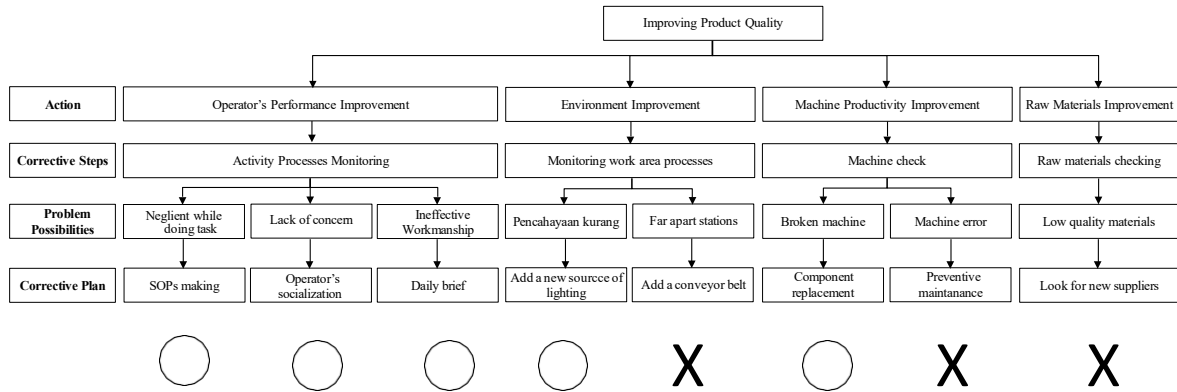 Improving Product Quality
Action
Operator's Performance Improvement
Environment Improvement
Machine Productivity Improvement
Raw Materials Improvement
Corrective Steps
Activity Processes Monitoring
Monitoring work area processes
Machine check
Raw materials checking
Problem
Possibilities
Neglient while
doing task
Lack of concern
Ineffective
Workmanship
Pencahayaan kurang
Far apart stations
Broken machine
Machine error
Low quality materials
Corrective Plan
SOPs making
Operator's
socialization
Daily brief
Add a new sourcce of
lighting
Add a conveyor belt
Component
replacement
Preventive
maintanance
Look for new suppliers
X
X
X